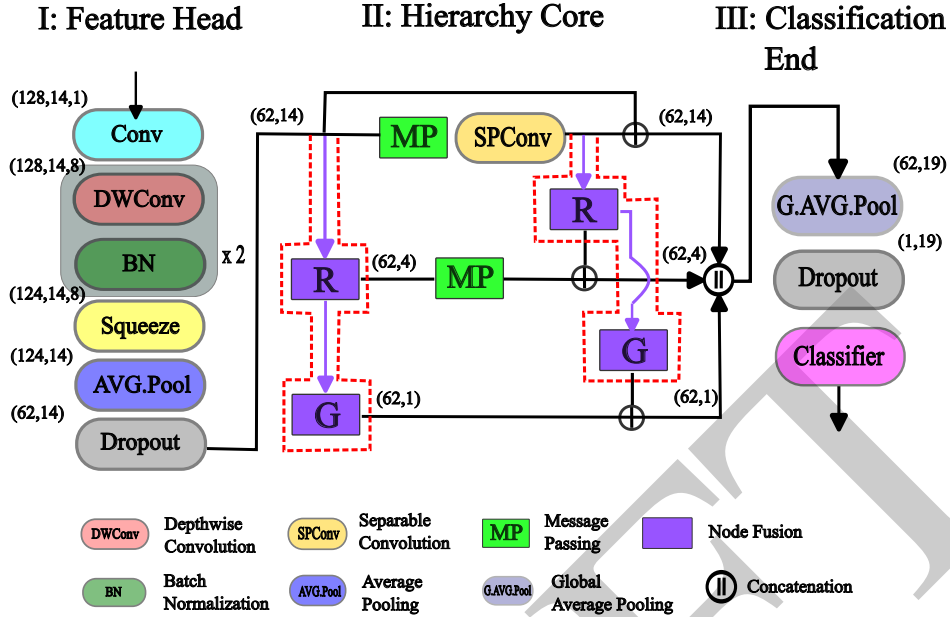 I: Feature Head
II: Hierarchy Core
III: Classification
End
(128,14,1)
Conv
(128,14,8)
DWConv
BN
x 2
(124,14,8)
Squeeze
(124,14)
AVG.Pool
(62,14)
Dropout
(62,14)
MP
SPConv
(62,14)
R
R
(62,4)
MP
(62,4)
G
G
(62,1)
(62,1)
(62,19)
G.AVG.Pool
(1,19)
Dropout
Classifier
DWConv
Depthwise
Convolution
SPConv
Separable
Convolution
MP
Message
Passing
Node Fusion
BN
Batch
Normalization
AVG.Pool
Average
Pooling
G.AVG.Pool
Global
Average Pooling
Concatenation
FT